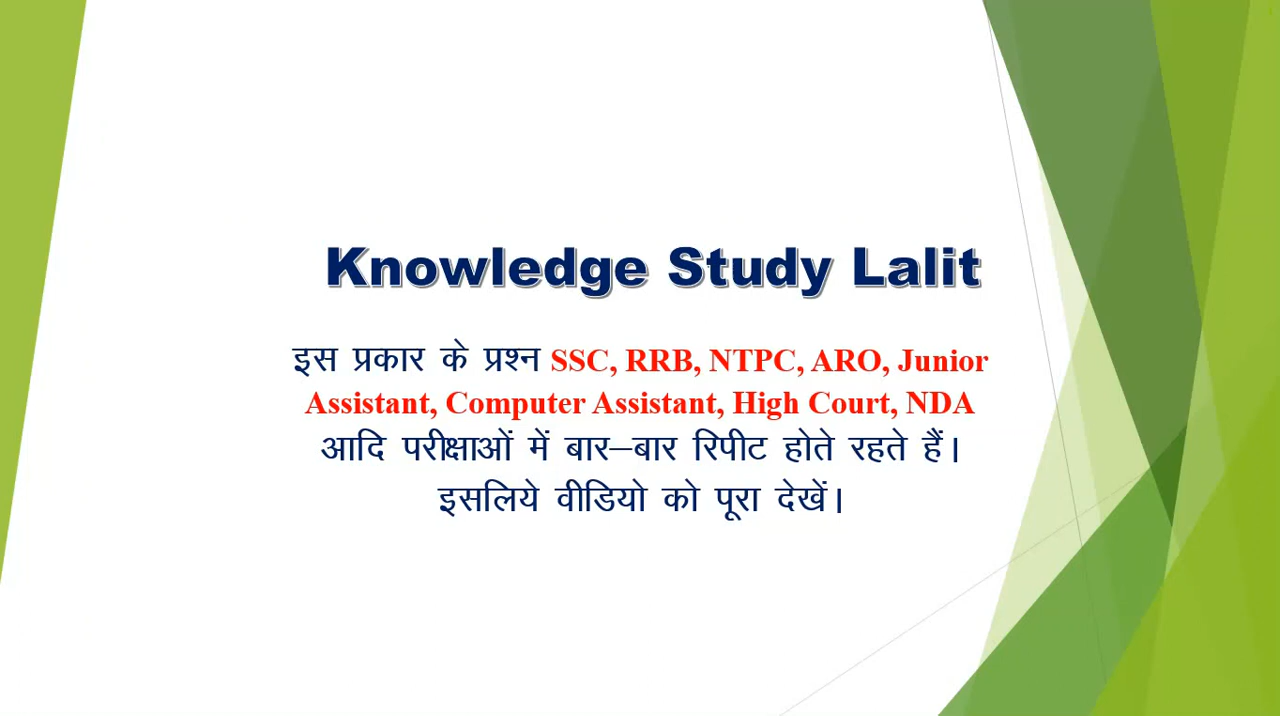 Knowledge Study Lalit
इस प्रकार के प्रश्न SSC, RRB, NTPC, ARO, Junior
Assistant, Computer Assistant, High Court, NDA
आदि परीक्षाओं में बार–बार रिपीट होते रहते हैं।
इसलिये वीडियो को पूरा देखें।